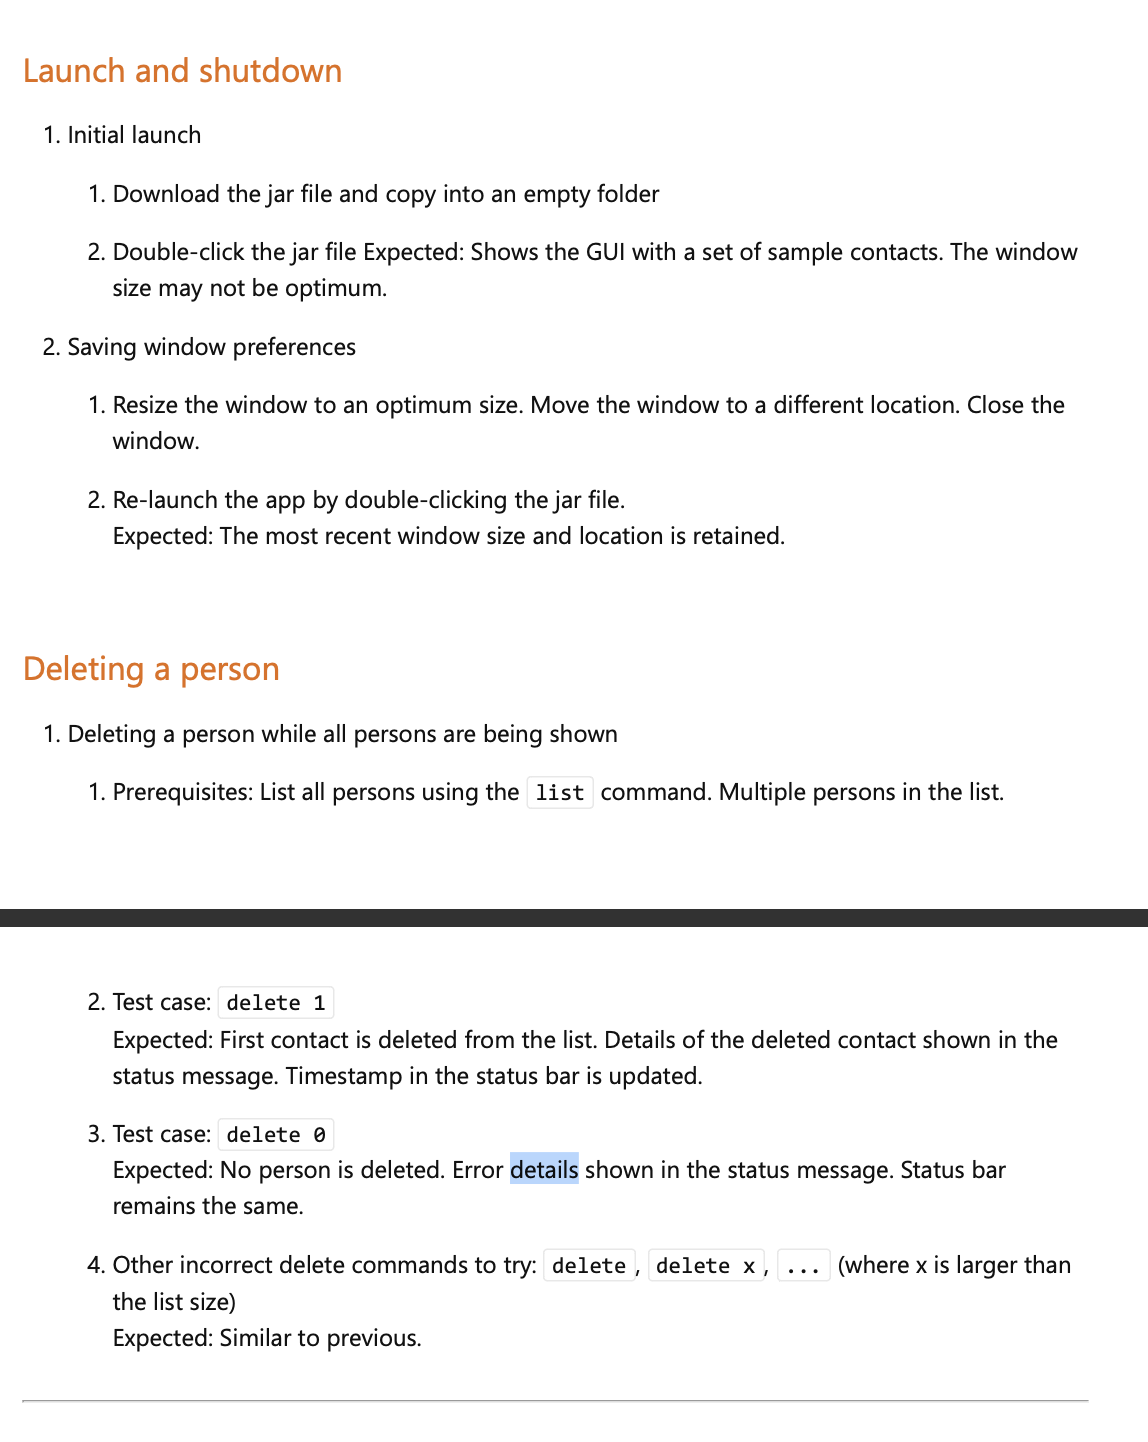 Launch and shutdown
1. Initial launch
1. Download the jar file and copy into an empty folder
2. Double-click the jar file Expected: Shows the GUI with a set of sample contacts. The window
size may not be optimum.
2. Saving window preferences
1. Resize the window to an optimum size. Move the window to a different location. Close the
window.
2. Re-launch the app by double-clicking the jar file.
Expected: The most recent window size and location is retained.
Deleting a person
1. Deleting a person while all persons are being shown
1. Prerequisites: List all persons using the list command. Multiple persons in the list.
2. Test case: delete 1
Expected: First contact is deleted from the list. Details of the deleted contact shown in the
status message. Timestamp in the status bar is updated.
3. Test case: delete 0
Expected: No person is deleted. Error details shown in the status message. Status bar
remains the same.
4. Other incorrect delete commands to try: delete, delete x, ... (where x is larger than
the list size)
Expected: Similar to previous.